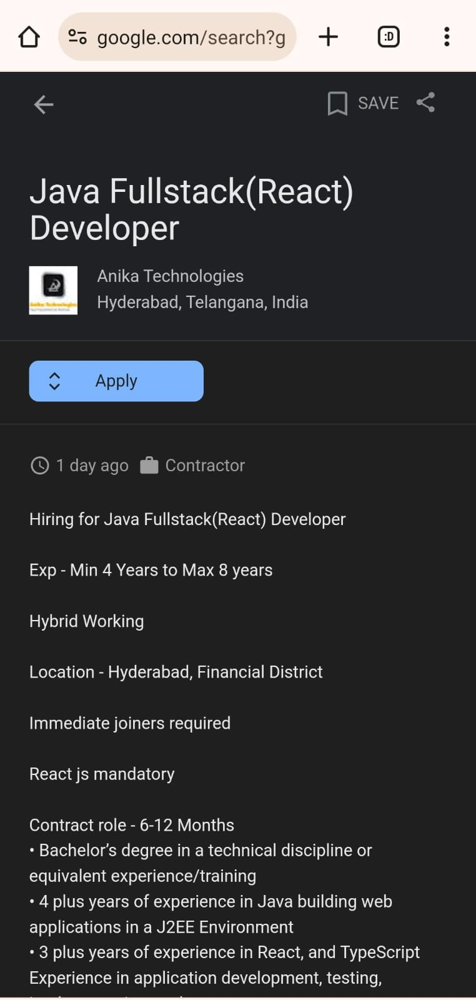 google.com/search?g
:D
SAVE
Java Fullstack(React)
Developer
Anika Technologies
Hyderabad, Telangana, India
Apply
1 day ago Contractor
Hiring for Java Fullstack(React) Developer
Exp - Min 4 Years to Max 8 years
Hybrid Working
Location - Hyderabad, Financial District
Immediate joiners required
React js mandatory
Contract role - 6-12 Months
• Bachelor’s degree in a technical discipline or
equivalent experience/training
• 4 plus years of experience in Java building web
applications in a J2EE Environment
• 3 plus years of experience in React, and TypeScript
Experience in application development, testing,